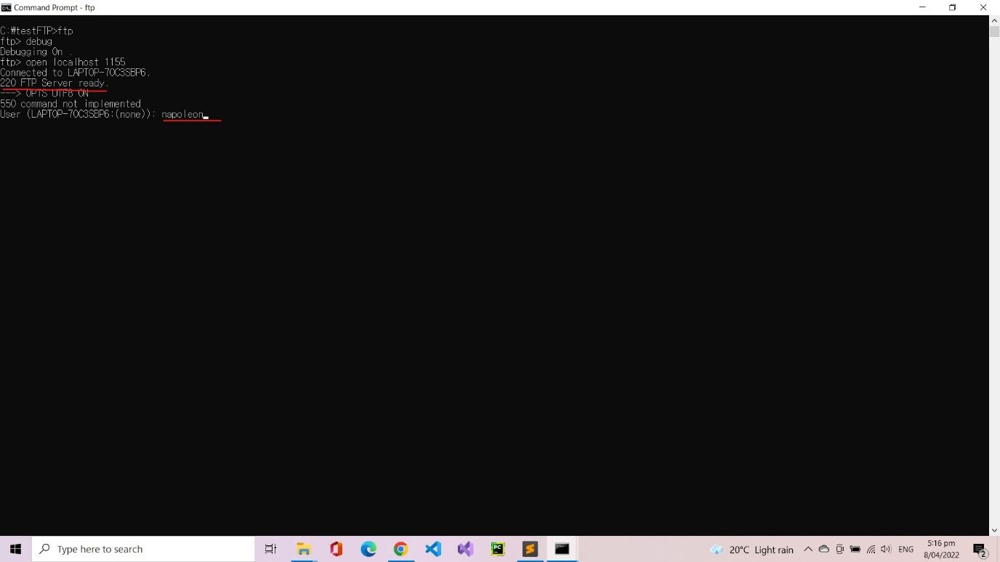 Command Prompt - ftp
C:₩testFTP>ftp
ftp> debug
Debugging On .
ftp> open localhost 1155
Connected to LAPTOP-70C3SBP6.
220 FTP Server ready.
---> OPTS UTF8 ON
550 command not implemented
User (LAPTOP-70C3SBP6:(none)): napoleon
Type here to search
20°C Light rain
ENG
5:16 pm
8/04/2022
2